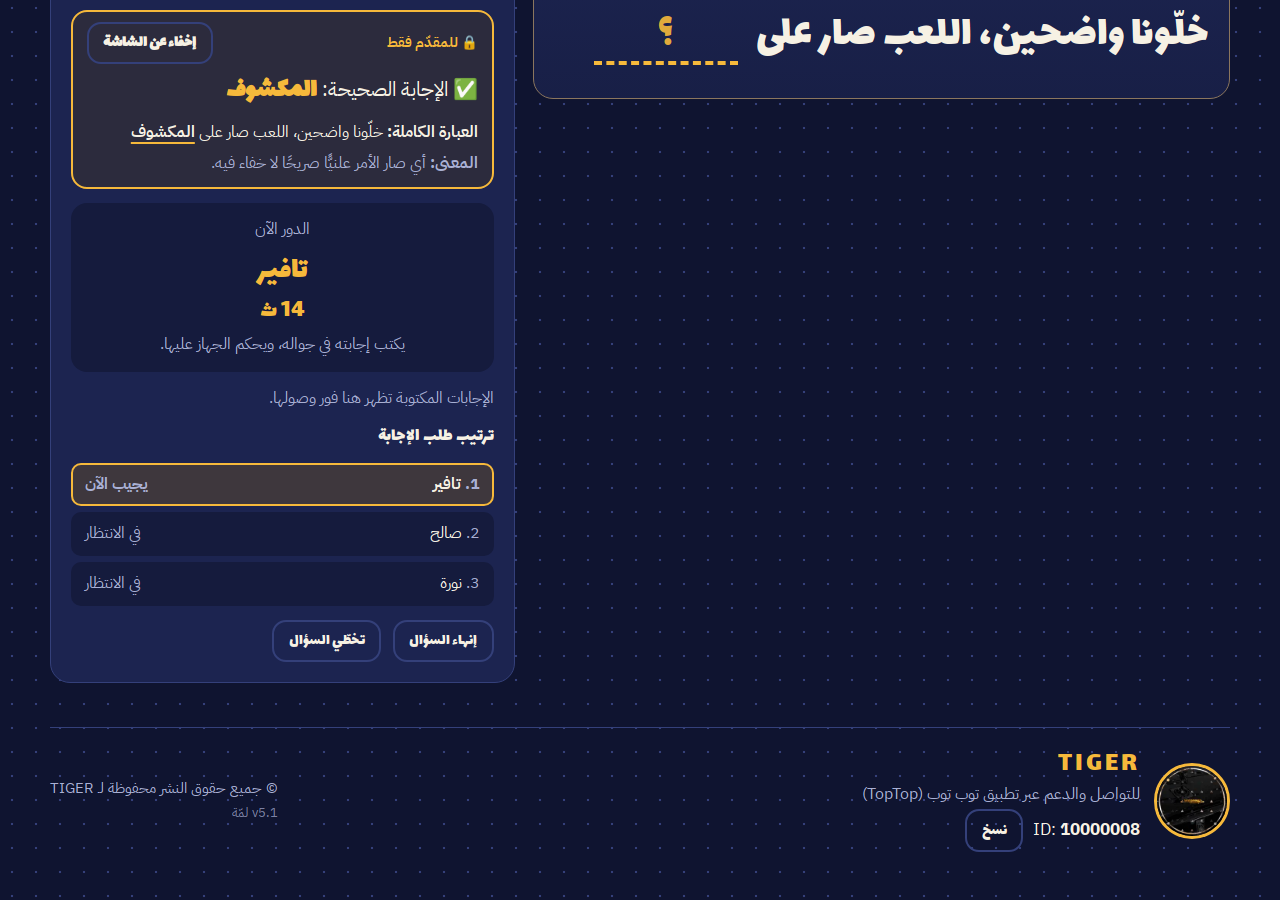 خلّونا واضحين، اللعب صار على ؟
🔒 للمقدّم فقط
إخفاء عن الشاشة
✅ الإجابة الصحيحة: المكشوف
العبارة الكاملة: خلّونا واضحين، اللعب صار على المكشوف
المعنى: أي صار الأمر علنيًّا صريحًا لا خفاء فيه.
الدور الآن
تافير
14 ث
يكتب إجابته في جواله، ويحكم الجهاز عليها.
الإجابات المكتوبة تظهر هنا فور وصولها.
ترتيب طلب الإجابة
1. تافير يجيب الآن
2. صالح في الانتظار
3. نورة في الانتظار
إنهاء السؤال
تخطّي السؤال
TIGER
للتواصل والدعم عبر تطبيق توب توب (TopTop)
ID: 10000008
نسخ
© جميع حقوق النشر محفوظة لـ TIGER
لمّة v5.1